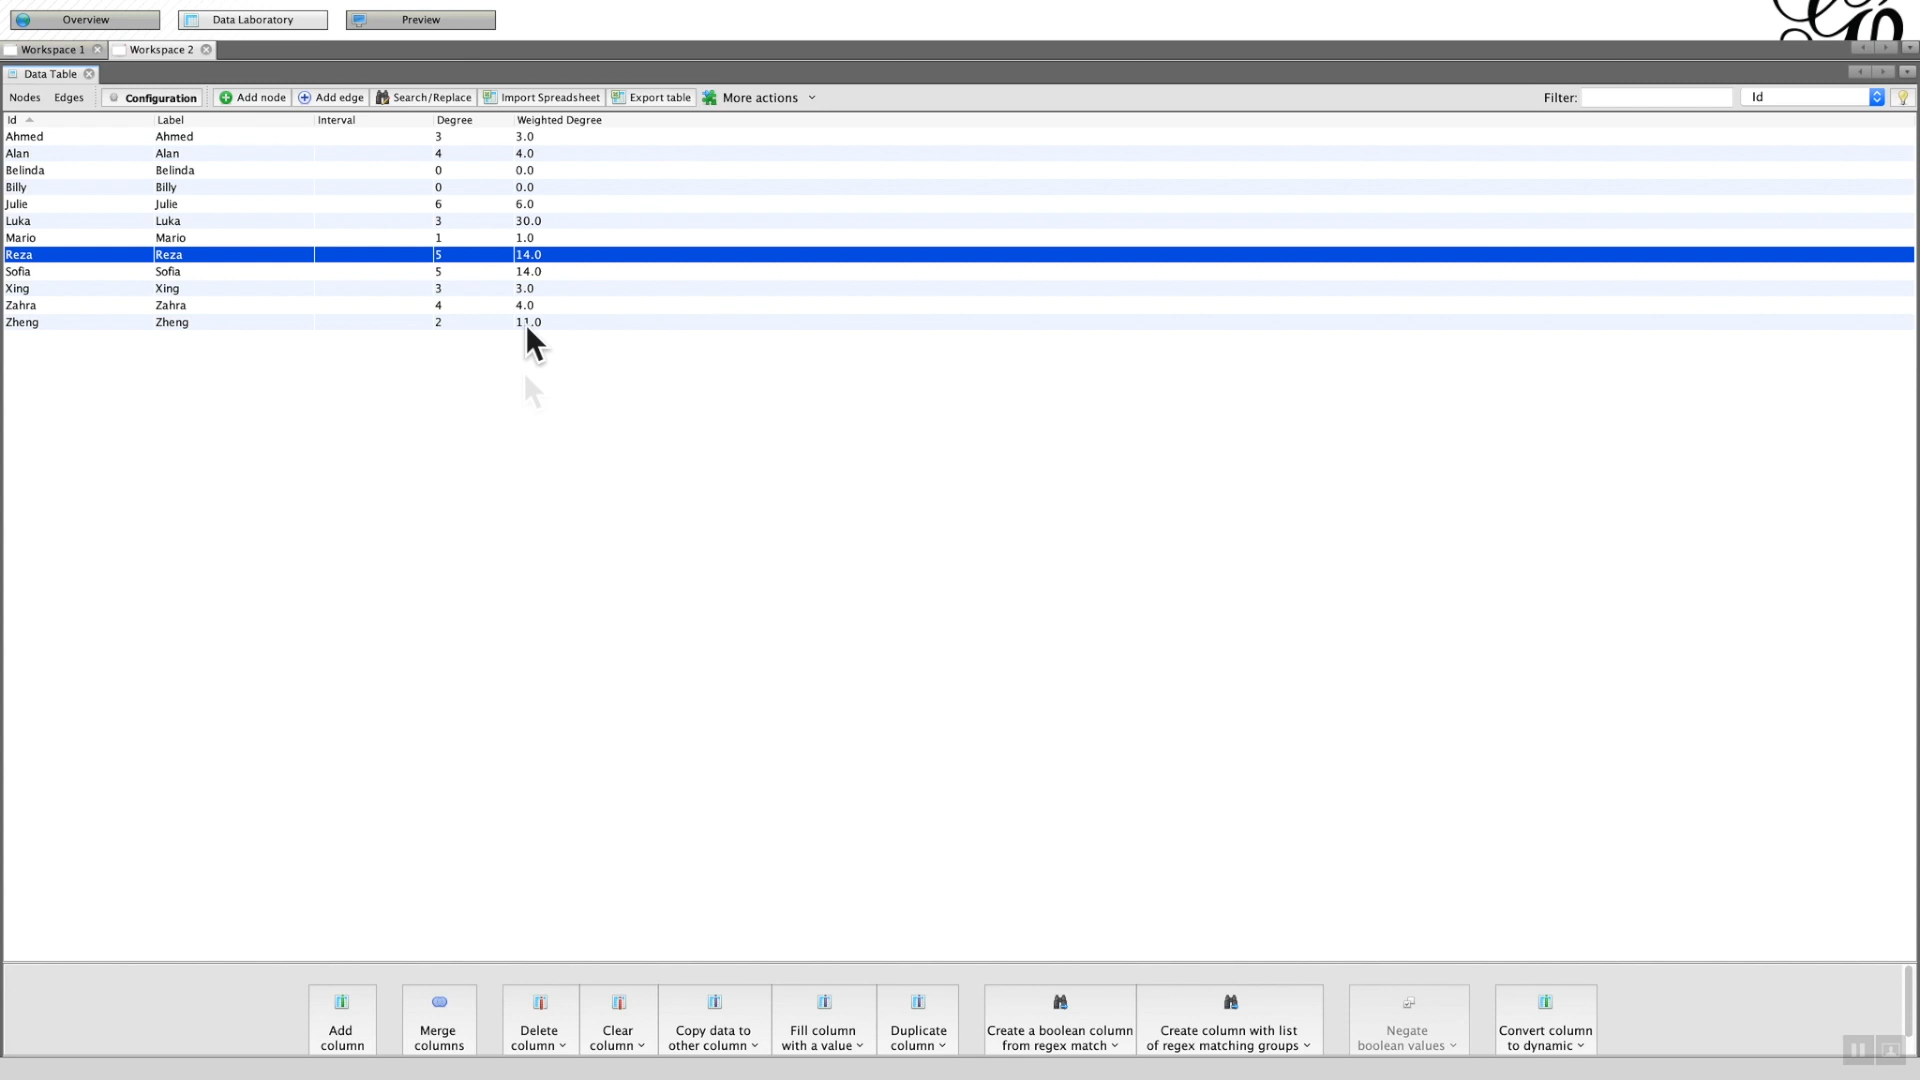 Overview Data Laboratory Preview
Workspace 1 Workspace 2
Data Table
Nodes Edges Configuration Add node Add edge Search/Replace Import Spreadsheet Export table More actions Filter: Id
Id Label Interval Degree Weighted Degree
Ahmed Ahmed 3 3.0
Alan Alan 4 4.0
Belinda Belinda 0 0.0
Billy Billy 0 0.0
Julie Julie 6 6.0
Luka Luka 3 30.0
Mario Mario 1 1.0
Reza Reza 5 14.0
Sofia Sofia 5 14.0
Xing Xing 3 3.0
Zahra Zahra 4 4.0
Zheng Zheng 2 11.0
Add column
Merge columns
Delete column
Clear column
Copy data to other column
Fill column with a value
Duplicate column
Create a boolean column from regex match
Create column with list of regex matching groups
Negate boolean values
Convert column to dynamic